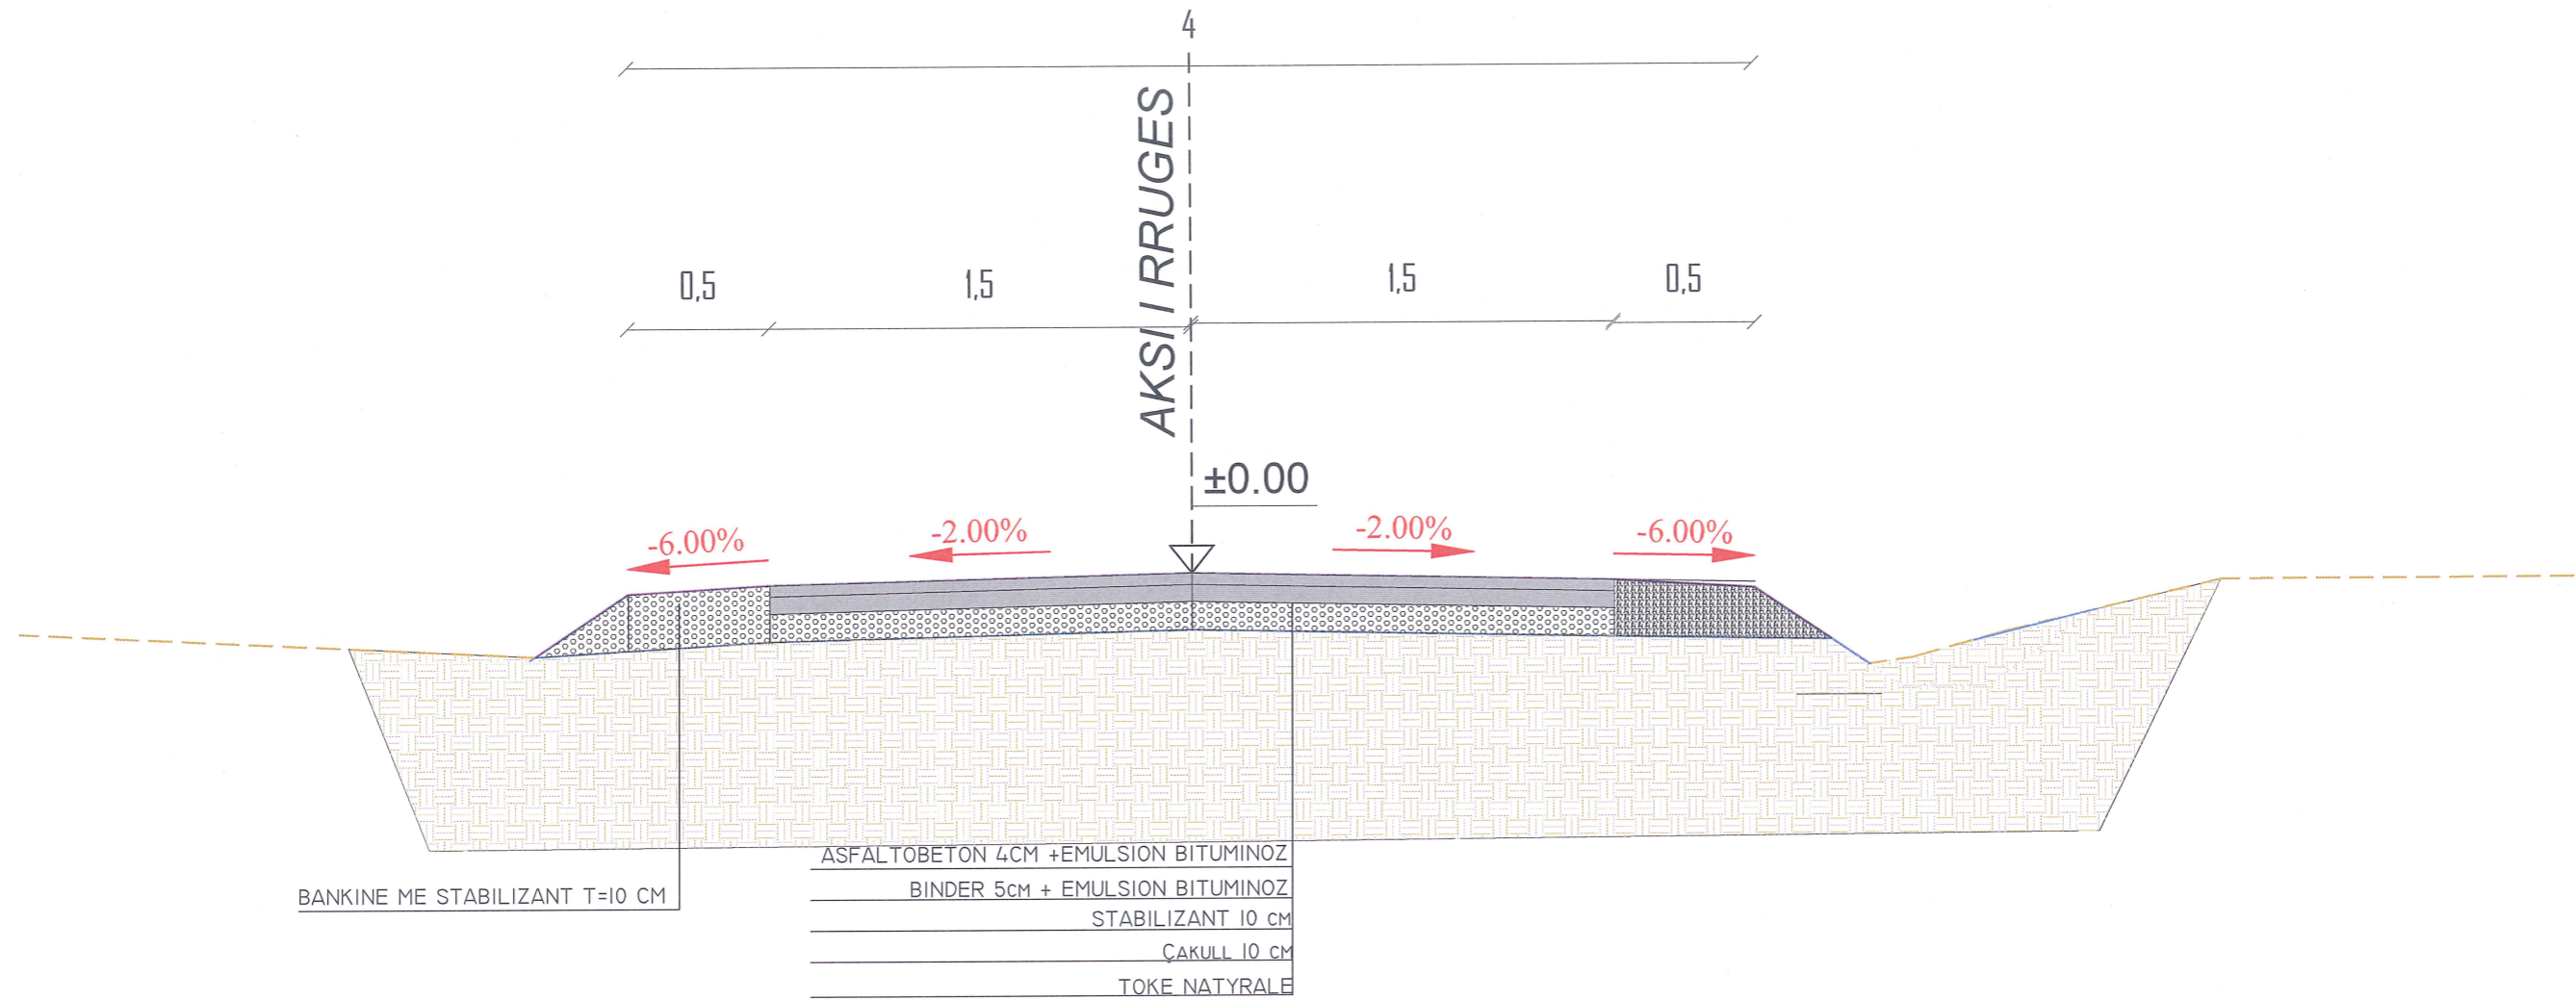 4
AKSI I RRUGES
0,5
1,5
1,5
0,5
±0.00
-6.00%
-2.00%
-2.00%
-6.00%
ASFALTOBETON 4CM +EMULSION BITUMINOZ
BINDER 5cm + EMULSION BITUMINOZ
BANKINE ME STABILIZANT T=10 CM
STABILIZANT 10 CM
ÇAKULL 10 CM
TOKE NATYRALE